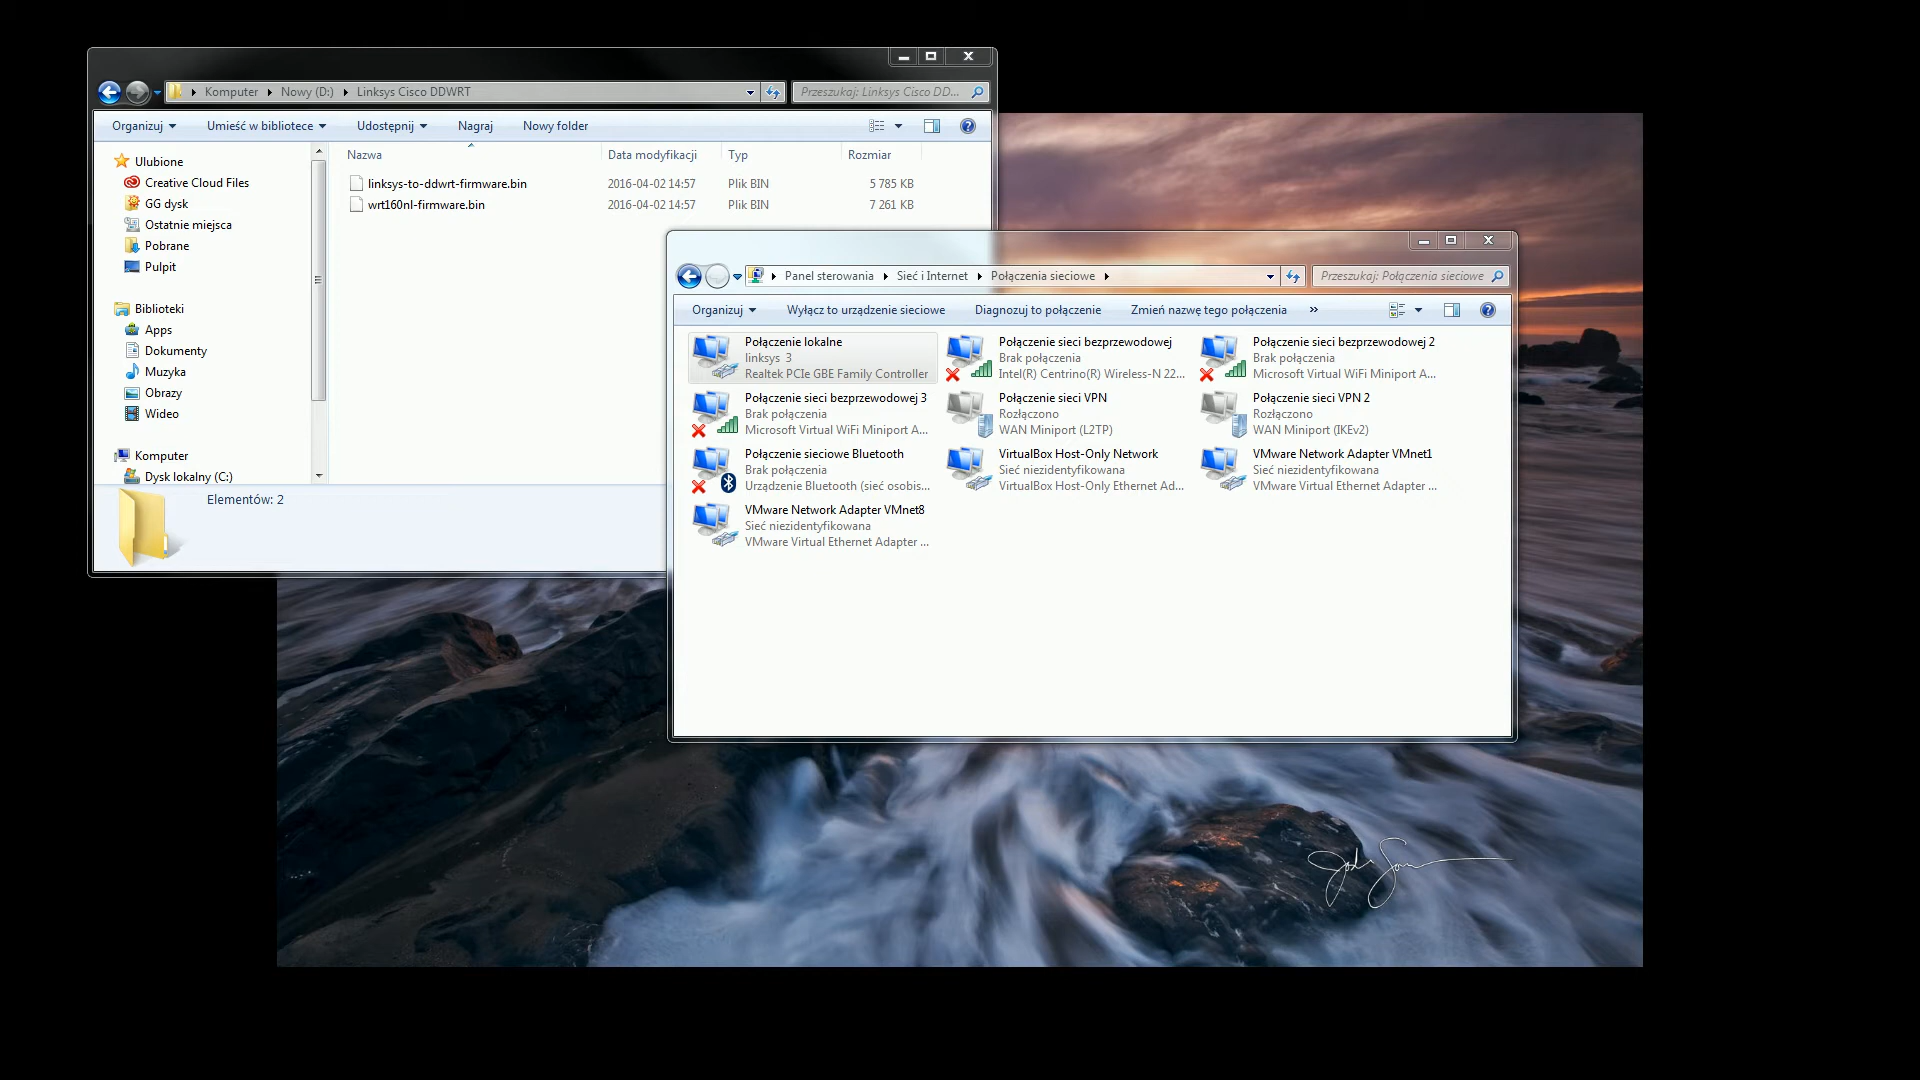 Komputer Nowy (D:) Linksys Cisco DDWRT
Przeszukaj: Linksys Cisco DD...
Organizuj Umieść w bibliotece Udostępnij Nagraj Nowy folder
Ulubione
Creative Cloud Files
GG dysk
Ostatnie miejsca
Pobrane
Pulpit
Biblioteki
Apps
Dokumenty
Muzyka
Obrazy
Wideo
Komputer
Dysk lokalny (C:)
Nazwa Data modyfikacji Typ Rozmiar
linksys-to-ddwrt-firmware.bin 2016-04-02 14:57 Plik BIN 5 785 KB
wrt160nl-firmware.bin 2016-04-02 14:57 Plik BIN 7 261 KB
Elementów: 2
Panel sterowania Sieć i Internet Połączenia sieciowe
Przeszukaj: Połączenia sieciowe
Organizuj Wyłącz to urządzenie sieciowe Diagnozuj to połączenie Zmień nazwę tego połączenia »
Połączenie lokalne
linksys 3
Realtek PCIe GBE Family Controller
Połączenie sieci bezprzewodowej
Brak połączenia
Intel(R) Centrino(R) Wireless-N 22...
Połączenie sieci bezprzewodowej 2
Brak połączenia
Microsoft Virtual WiFi Miniport A...
Połączenie sieci bezprzewodowej 3
Brak połączenia
Microsoft Virtual WiFi Miniport A...
Połączenie sieci VPN
Rozłączono
WAN Miniport (L2TP)
Połączenie sieci VPN 2
Rozłączono
WAN Miniport (IKEv2)
Połączenie sieciowe Bluetooth
Brak połączenia
Urządzenie Bluetooth (sieć osobis...
VirtualBox Host-Only Network
Sieć niezidentyfikowana
VirtualBox Host-Only Ethernet Ad...
VMware Network Adapter VMnet1
Sieć niezidentyfikowana
VMware Virtual Ethernet Adapter ...
VMware Network Adapter VMnet8
Sieć niezidentyfikowana
VMware Virtual Ethernet Adapter ...